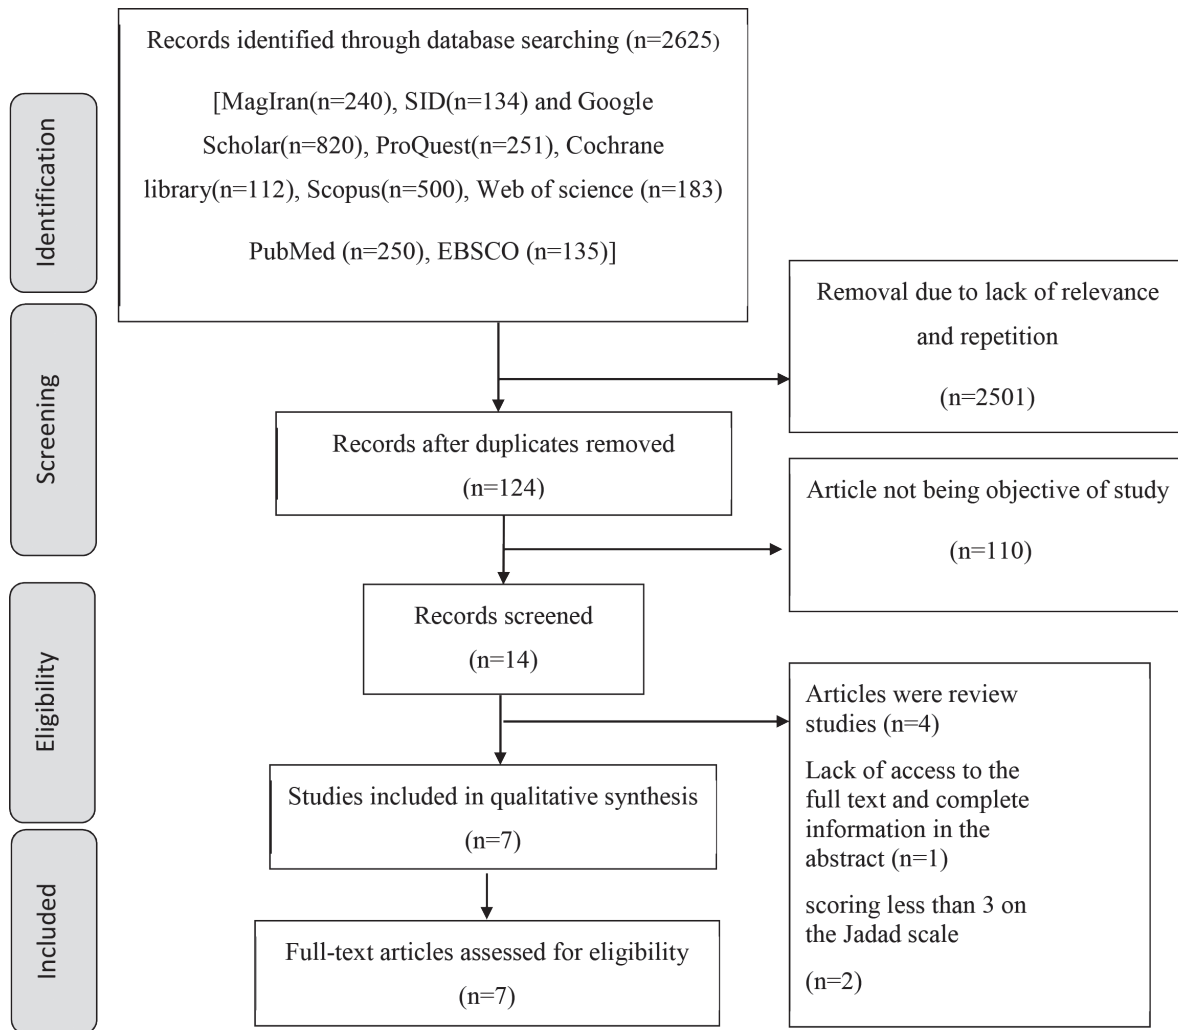 Records identified through database searching (n=2625)
[MagIran(n=240), SID(n=134) and Google
Scholar(n=820), ProQuest(n=251), Cochrane
library(n=112), Scopus(n=500), Web of science (n=183)
PubMed (n=250), EBSCO (n=135)]
Identification
Removal due to lack of relevance
and repetition
(n=2501)
Screening
Records after duplicates removed
(n=124)
Article not being objective of study
(n=110)
Records screened
(n=14)
Eligibility
Articles were review
studies (n=4)
Lack of access to the
full text and complete
information in the
abstract (n=1)
scoring less than 3 on
the Jadad scale
(n=2)
Studies included in qualitative synthesis
(n=7)
Included
Full-text articles assessed for eligibility
(n=7)